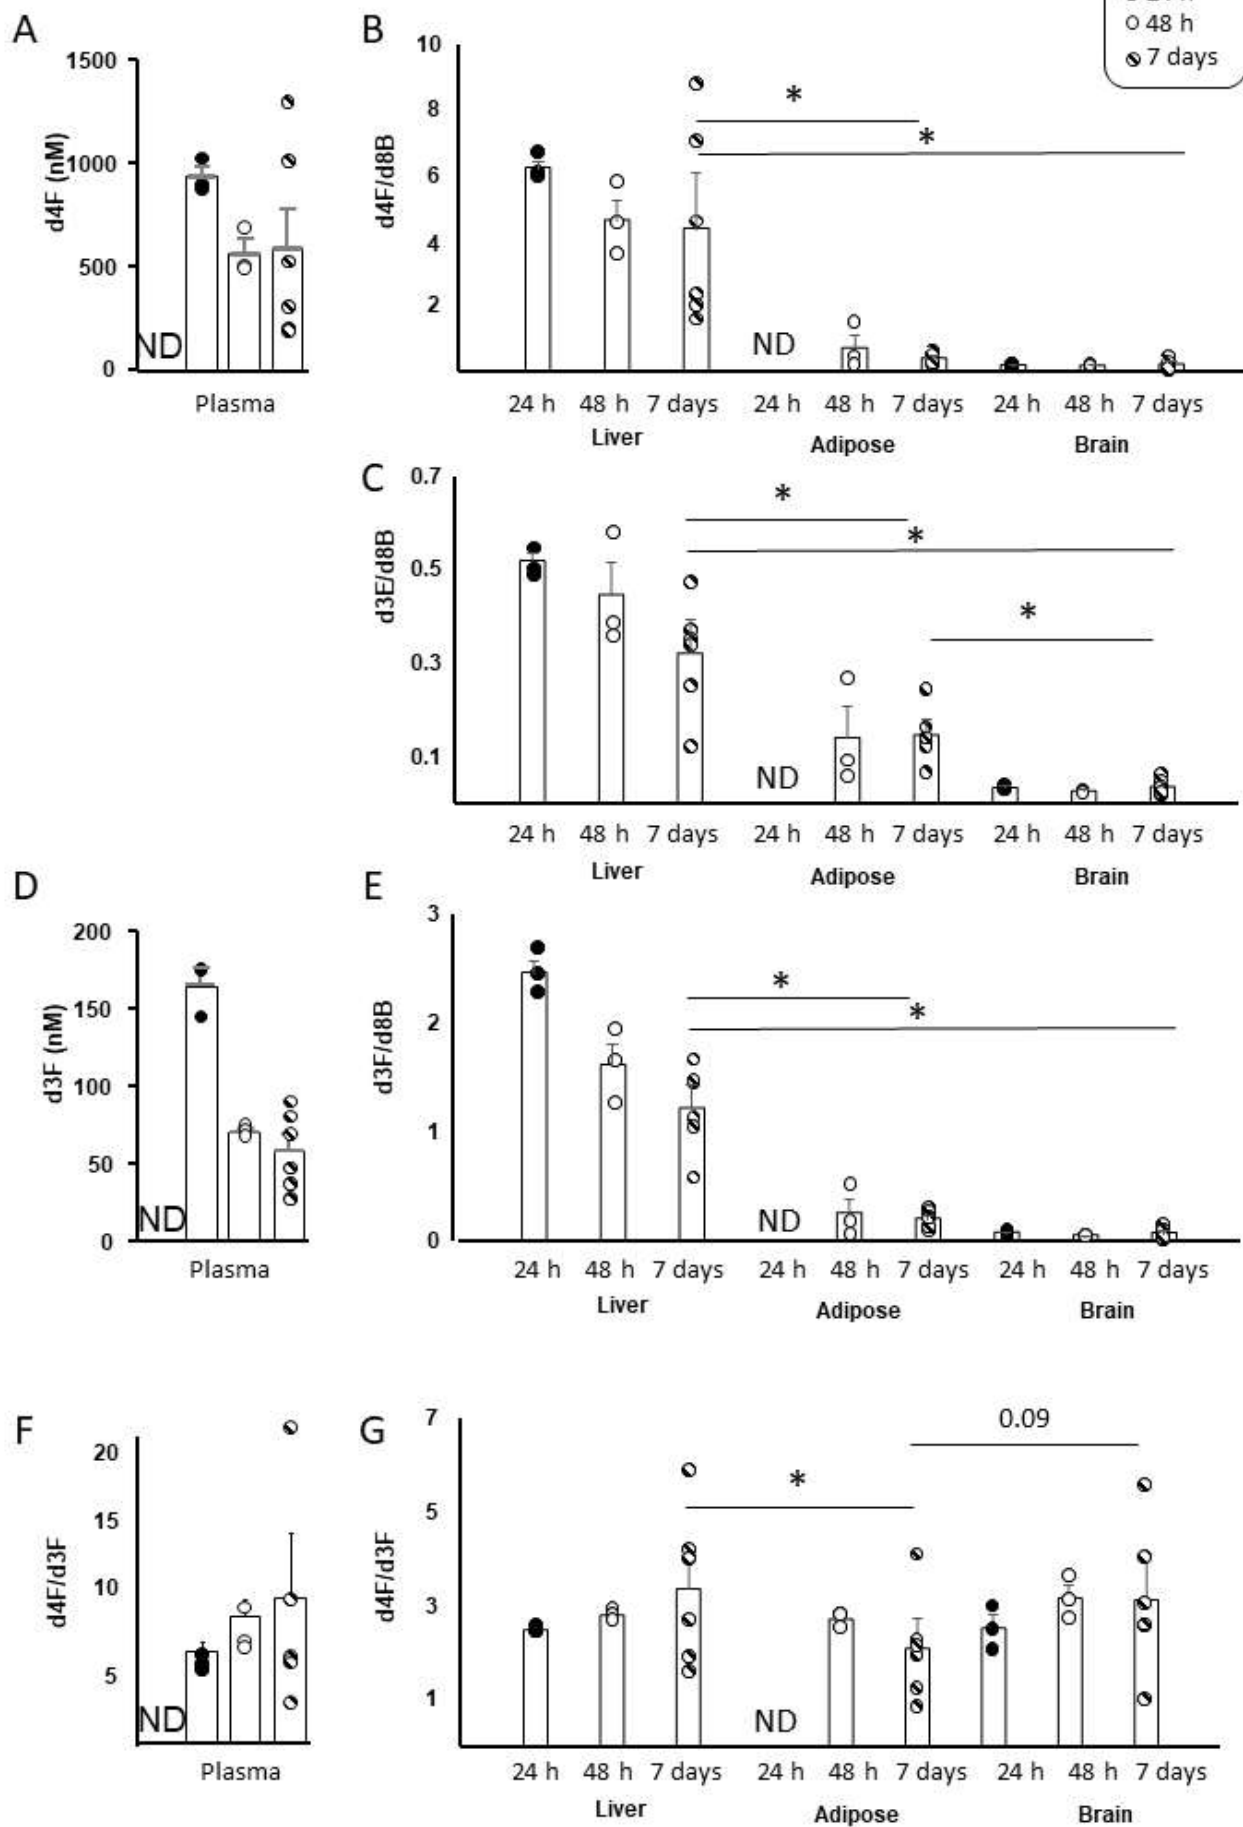 48 h
7 days
A
B
1500
1000
500
0
d4F (nM)
ND
Plasma
10
8
6
4
2
d4F/d8B
*
*
ND
24 h 48 h 7 days 24 h 48 h 7 days 24 h 48 h 7 days
Liver Adipose Brain
C
0.7
0.5
0.3
0.1
d3E/d8B
*
*
*
ND
24 h 48 h 7 days 24 h 48 h 7 days 24 h 48 h 7 days
Liver Adipose Brain
D
E
200
150
100
50
0
d3F (nM)
ND
Plasma
3
2
1
0
d3F/d8B
*
*
ND
24 h 48 h 7 days 24 h 48 h 7 days 24 h 48 h 7 days
Liver Adipose Brain
F
G
20
15
10
5
d4F/d3F
ND
Plasma
7
5
3
1
d4F/d3F
*
0.09
ND
24 h 48 h 7 days 24 h 48 h 7 days 24 h 48 h 7 days
Liver Adipose Brain